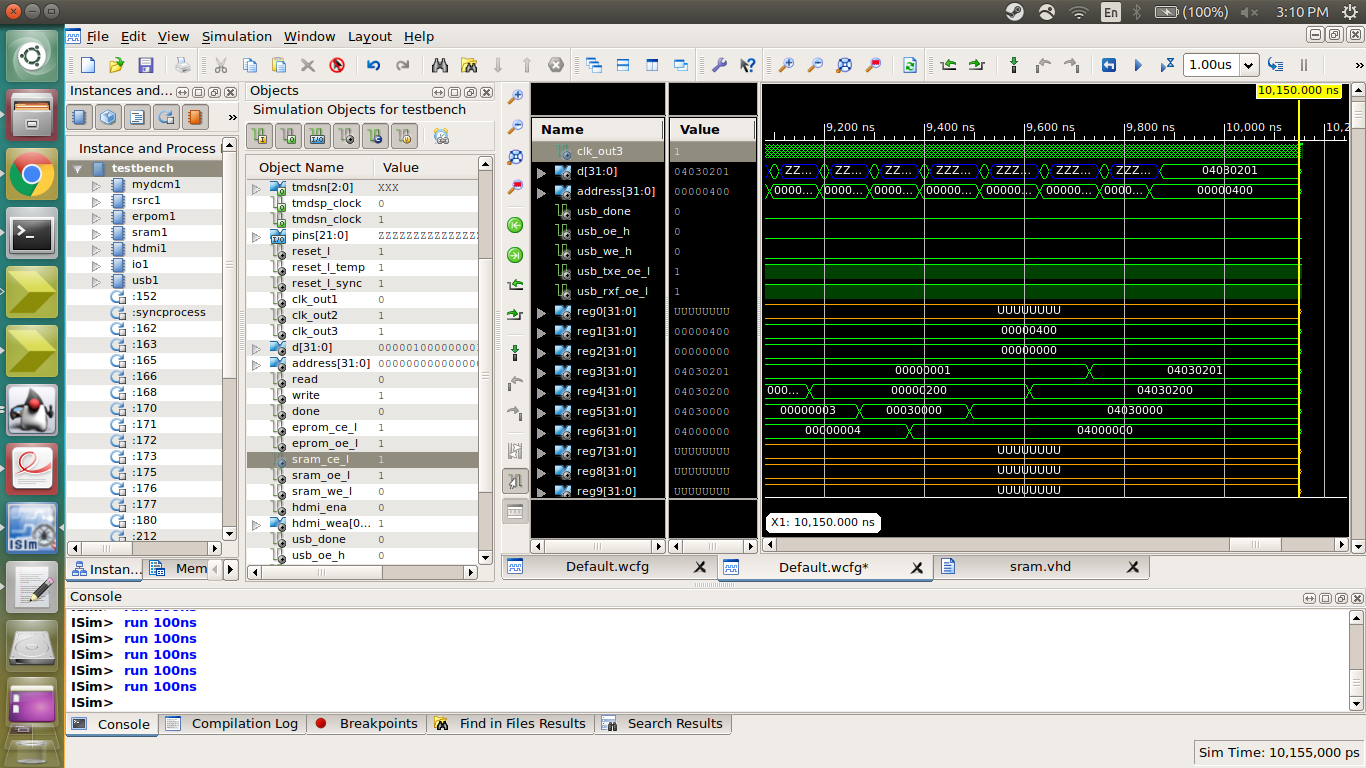 En (100%) 3:10 PM
File Edit View Simulation Window Layout Help
1.00us »
Instances and...
»
Instance and Process
testbench
mydcm1
rsrc1
erpom1
sram1
hdmi1
io1
usb1
:152
:syncprocess
:162
:163
:165
:166
:168
:170
:171
:172
:173
:175
:176
:177
:180
:212
Instan... Mem
Objects
Simulation Objects for testbench
Object Name Value
tmdsn[2:0] XXX
tmdsp_clock 0
tmdsn_clock 1
pins[21:0] ZZZZZZZZZZZZZZZ
reset_l 1
reset_l_temp 1
reset_l_sync 1
clk_out1 0
clk_out2 1
clk_out3 1
d[31:0] 0000010000000001
address[31:0] 0000000000000000
read 0
write 1
done 0
eprom_ce_l 1
eprom_oe_l 1
sram_ce_l 1
sram_oe_l 1
sram_we_l 0
hdmi_ena 0
hdmi_wea[0... 1
usb_done 0
usb_oe_h 0
Name Value
clk_out3 1
d[31:0] 04030201
address[31:0] 00000400
usb_done 0
usb_oe_h 0
usb_we_h 0
usb_txe_oe_l 1
usb_rxf_oe_l 1
reg0[31:0] UUUUUUUU
reg1[31:0] 00000400
reg2[31:0] 00000000
reg3[31:0] 04030201
reg4[31:0] 04030200
reg5[31:0] 04030000
reg6[31:0] 04000000
reg7[31:0] UUUUUUUU
reg8[31:0] UUUUUUUU
reg9[31:0] UUUUUUUU
10,150.000 ns
9,200 ns 9,400 ns 9,600 ns 9,800 ns 10,000 ns 10,2
ZZ... ZZ... ZZ... ZZZ... ZZZ... ZZZ... ZZZ... 04030201
0000... 0000... 0000... 00000... 00000... 00000... 0000... 00000400
UUUUUUUU
00000400
00000000
00000001 04030201
000... 00000200 04030200
00000003 00030000 04030000
00000004 04000000
UUUUUUUU
UUUUUUUU
UUUUUUUU
X1: 10,150.000 ns
Default.wcfg Default.wcfg* sram.vhd
Console
ISim> run 100ns
ISim> run 100ns
ISim> run 100ns
ISim> run 100ns
ISim> run 100ns
ISim> run 100ns
ISim>
Console Compilation Log Breakpoints Find in Files Results Search Results
Sim Time: 10,155,000 ps
ISim